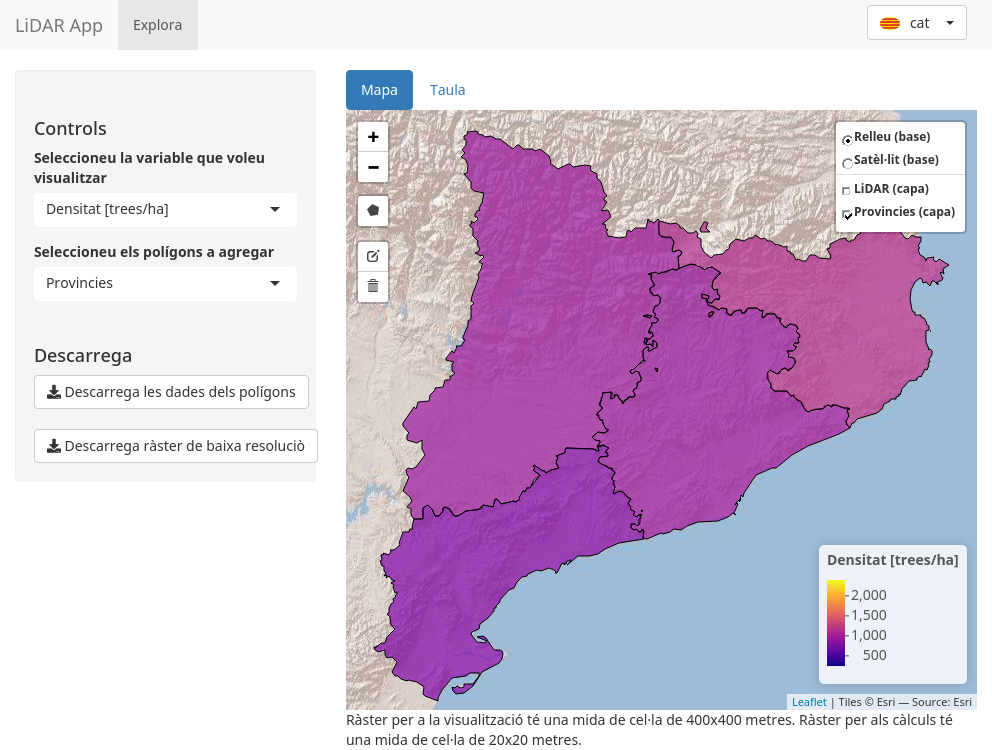 LiDAR App
Explora
cat
Controls
Seleccioneu la variable que voleu
visualitzar
Densitat [trees/ha]
Seleccioneu els polígons a agregar
Provincies
Descarrega
Descarrega les dades dels polígons
Descarrega ràster de baixa resolució
Mapa
Taula
+
−
Relleu (base)
Satèl·lit (base)
LiDAR (capa)
Provincies (capa)
Densitat [trees/ha]
2,000
1,500
1,000
500
Leaflet | Tiles © Esri — Source: Esri
Ràster per a la visualització té una mida de cel·la de 400x400 metres. Ràster per als càlculs té
una mida de cel·la de 20x20 metres.